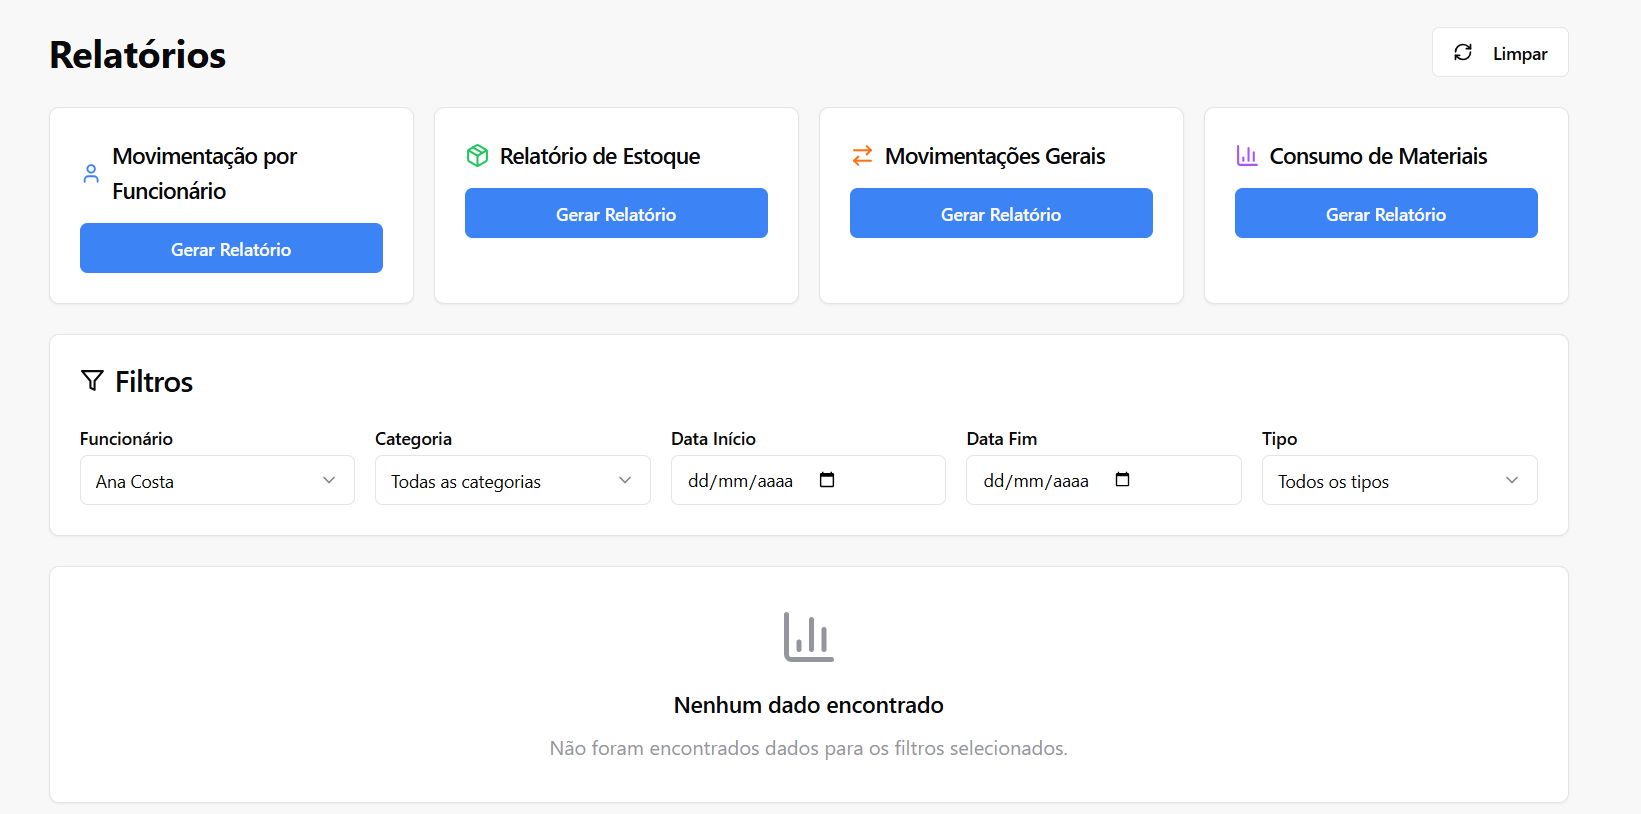 Relatórios
Limpar
Movimentação por
Funcionário
Gerar Relatório
Relatório de Estoque
Gerar Relatório
Movimentações Gerais
Gerar Relatório
Consumo de Materiais
Gerar Relatório
Filtros
Funcionário
Ana Costa
Categoria
Todas as categorias
Data Início
dd/mm/aaaa
Data Fim
dd/mm/aaaa
Tipo
Todos os tipos
Nenhum dado encontrado
Não foram encontrados dados para os filtros selecionados.